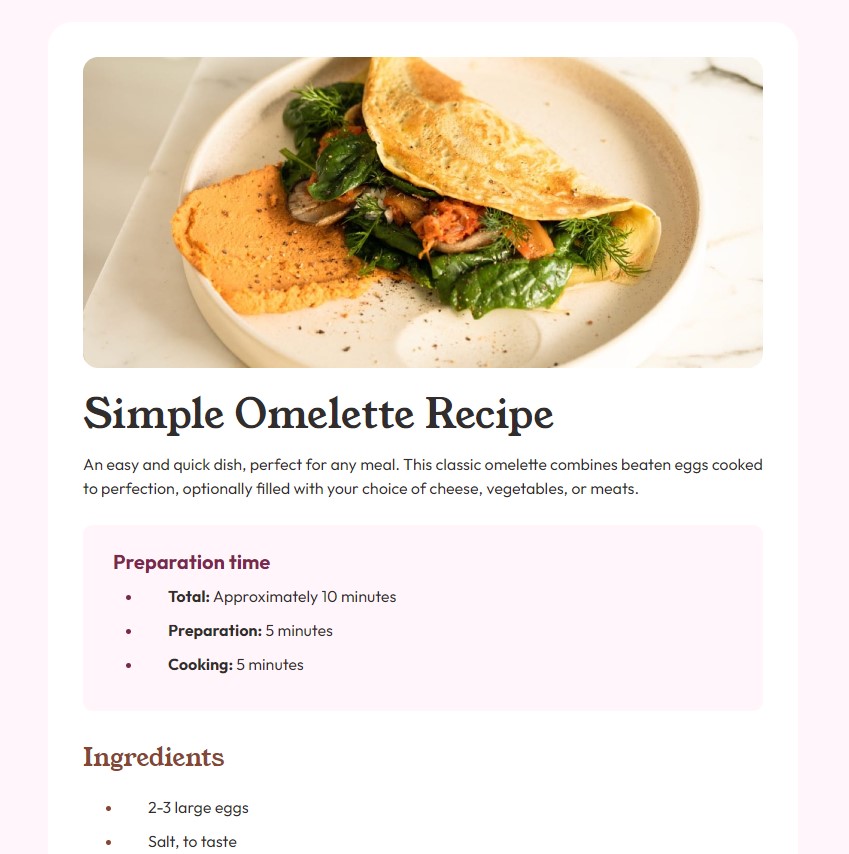 Simple Omelette Recipe
An easy and quick dish, perfect for any meal. This classic omelette combines beaten eggs cooked
to perfection, optionally filled with your choice of cheese, vegetables, or meats.
Preparation time
• Total: Approximately 10 minutes
• Preparation: 5 minutes
• Cooking: 5 minutes
Ingredients
• 2-3 large eggs
• Salt, to taste